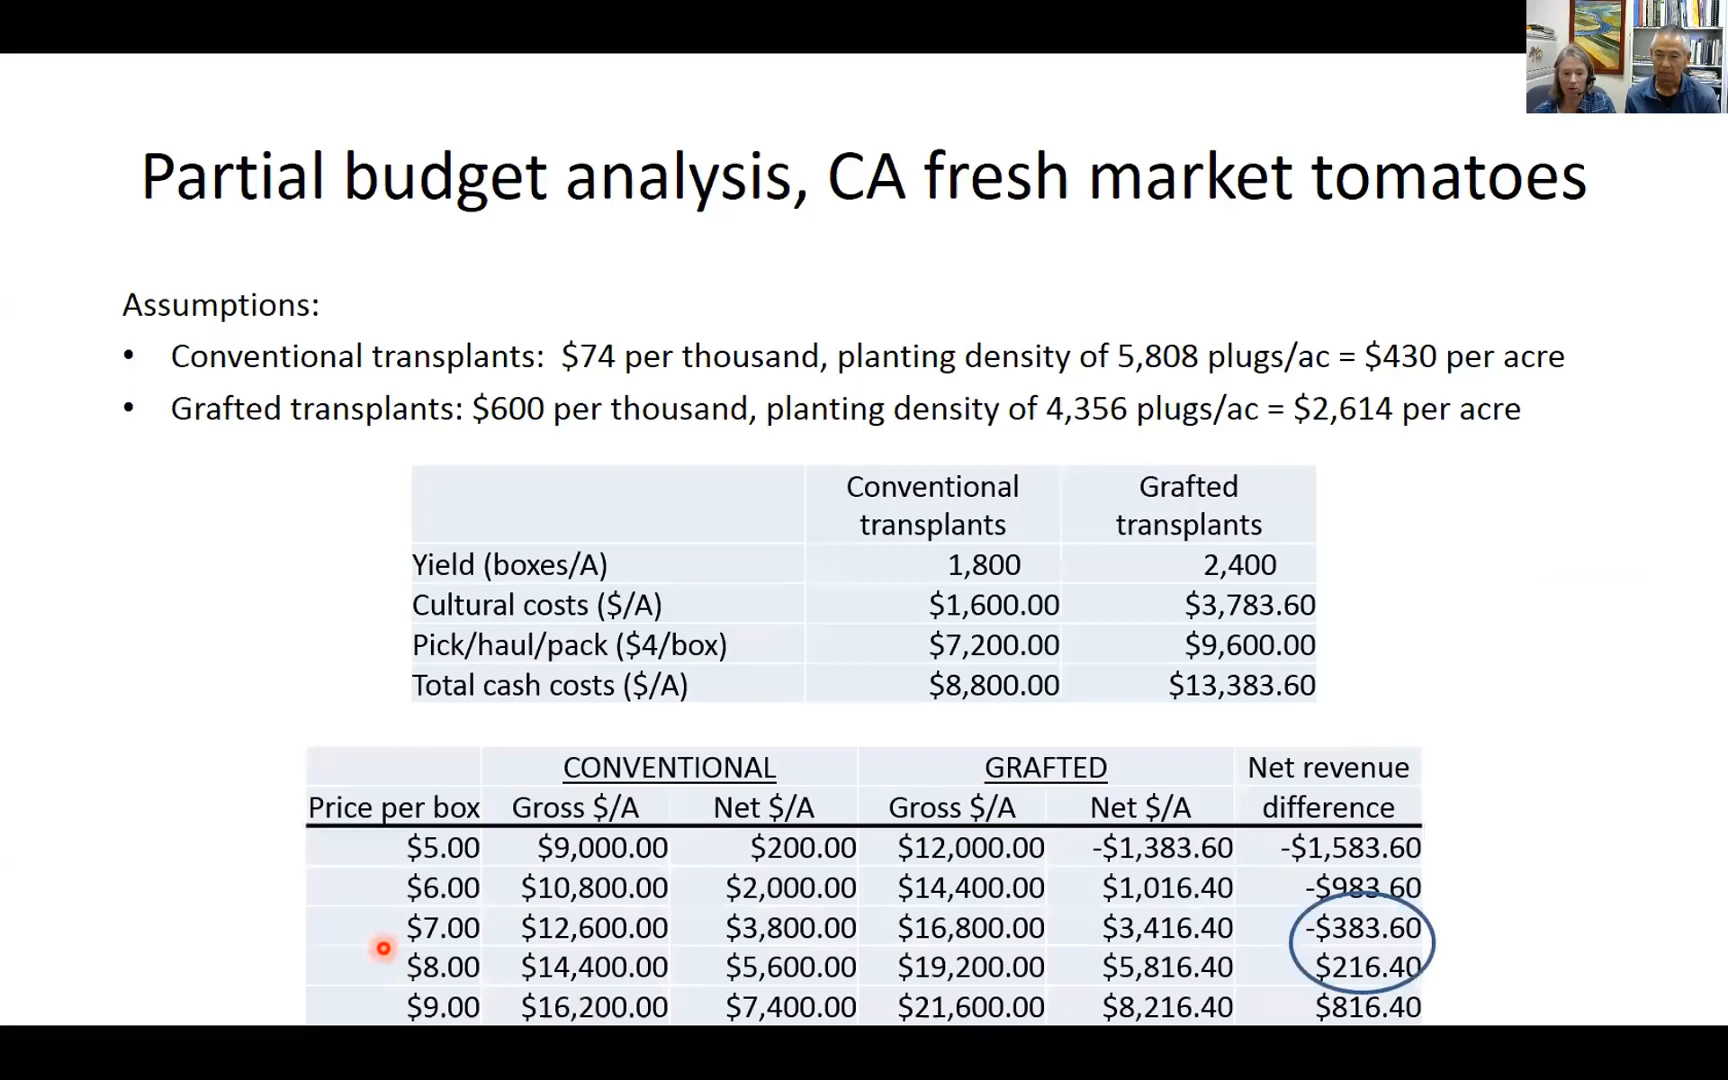 Partial budget analysis, CA fresh market tomatoes
Assumptions:
• Conventional transplants: $74 per thousand, planting density of 5,808 plugs/ac = $430 per acre
• Grafted transplants: $600 per thousand, planting density of 4,356 plugs/ac = $2,614 per acre
Conventional transplants Grafted transplants
Yield (boxes/A) 1,800 2,400
Cultural costs ($/A) $1,600.00 $3,783.60
Pick/haul/pack ($4/box) $7,200.00 $9,600.00
Total cash costs ($/A) $8,800.00 $13,383.60
CONVENTIONAL GRAFTED Net revenue
Price per box Gross $/A Net $/A Gross $/A Net $/A difference
$5.00 $9,000.00 $200.00 $12,000.00 -$1,383.60 -$1,583.60
$6.00 $10,800.00 $2,000.00 $14,400.00 $1,016.40 -$983.60
$7.00 $12,600.00 $3,800.00 $16,800.00 $3,416.40 -$383.60
$8.00 $14,400.00 $5,600.00 $19,200.00 $5,816.40 $216.40
$9.00 $16,200.00 $7,400.00 $21,600.00 $8,216.40 $816.40